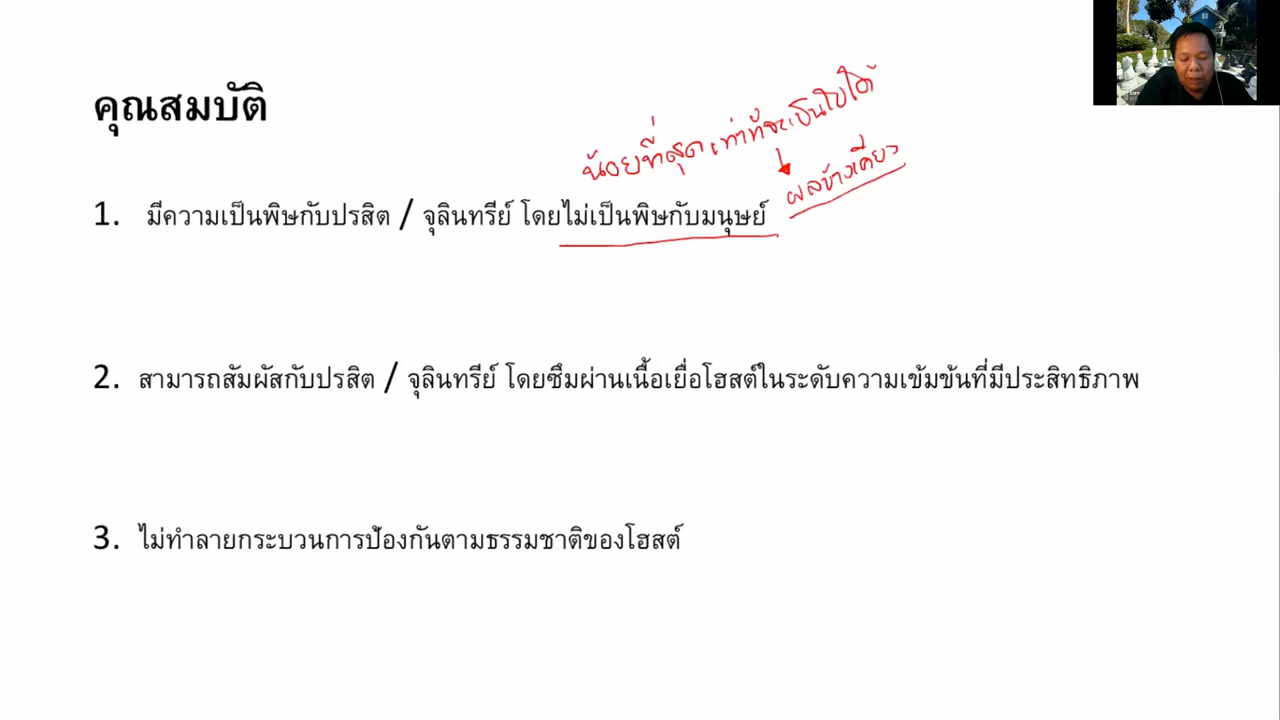 คุณสมบัติ
น้อยที่สุด เท่าที่จะเป็นไปได้
ผลข้างเคียง
1. มีความเป็นพิษกับปรสิต / จุลินทรีย์ โดยไม่เป็นพิษกับมนุษย์
2. สามารถสัมผัสกับปรสิต / จุลินทรีย์ โดยซึมผ่านเนื้อเยื่อโฮสต์ในระดับความเข้มข้นที่มีประสิทธิภาพ
3. ไม่ทำลายกระบวนการป้องกันตามธรรมชาติของโฮสต์